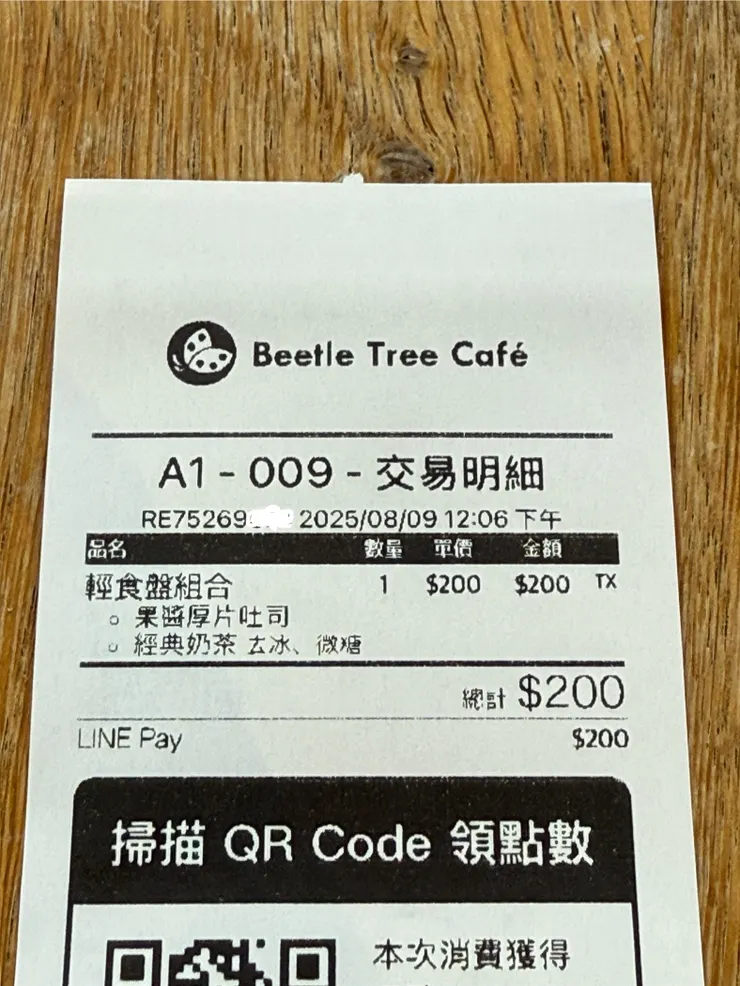 Beetle Tree Café
A1 - 009 - 交易明細
RE75269 2025/08/09 12:06 下午
品名 數量 單價 金額
輕食盤組合 1 $200 $200 TX
果醬厚片吐司
經典奶茶 去冰、微糖
總計 $200
LINE Pay $200
掃描 QR Code 領點數
本次消費獲得